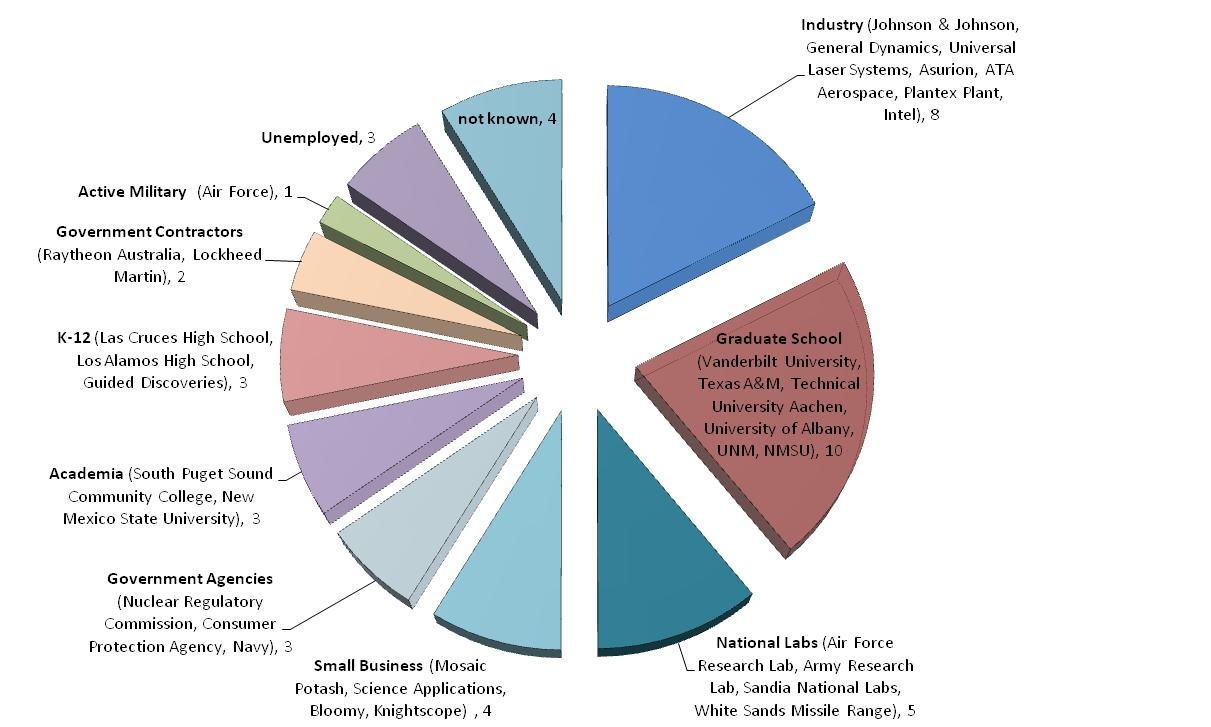 Industry (Johnson & Johnson,
General Dynamics, Universal
Laser Systems, Asurion, ATA
Aerospace, Plantex Plant,
Intel), 8
Graduate School
(Vanderbilt University,
Texas A&M, Technical
University Aachen,
University of Albany,
UNM, NMSU), 10
National Labs (Air Force
Research Lab, Army Research
Lab, Sandia National Labs,
White Sands Missile Range), 5
Small Business (Mosaic
Potash, Science Applications,
Bloomy, Knightscope) , 4
Government Agencies
(Nuclear Regulatory
Commission, Consumer
Protection Agency, Navy), 3
Academia (South Puget Sound
Community College, New
Mexico State University), 3
K-12 (Las Cruces High School,
Los Alamos High School,
Guided Discoveries), 3
Government Contractors
(Raytheon Australia, Lockheed
Martin), 2
Active Military (Air Force), 1
Unemployed, 3
not known, 4